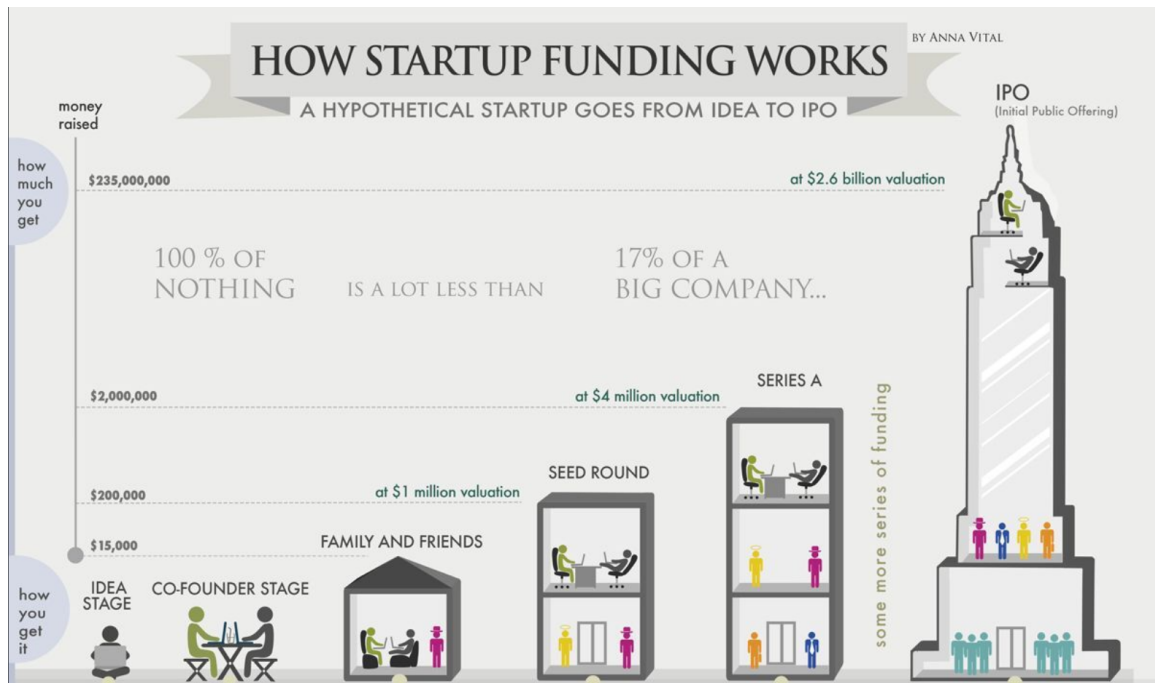 HOW STARTUP FUNDING WORKS
BY ANNA VITAL
A HYPOTHETICAL STARTUP GOES FROM IDEA TO IPO
money
raised
IPO
(Initial Public Offering)
how
much
you
get
$235,000,000
at $2.6 billion valuation
100 % OF
NOTHING
IS A LOT LESS THAN
17% OF A
BIG COMPANY...
SERIES A
$2,000,000
at $4 million valuation
some more series of funding
SEED ROUND
$200,000
at $1 million valuation
FAMILY AND FRIENDS
$15,000
IDEA
STAGE
CO-FOUNDER STAGE
how
you
get
it